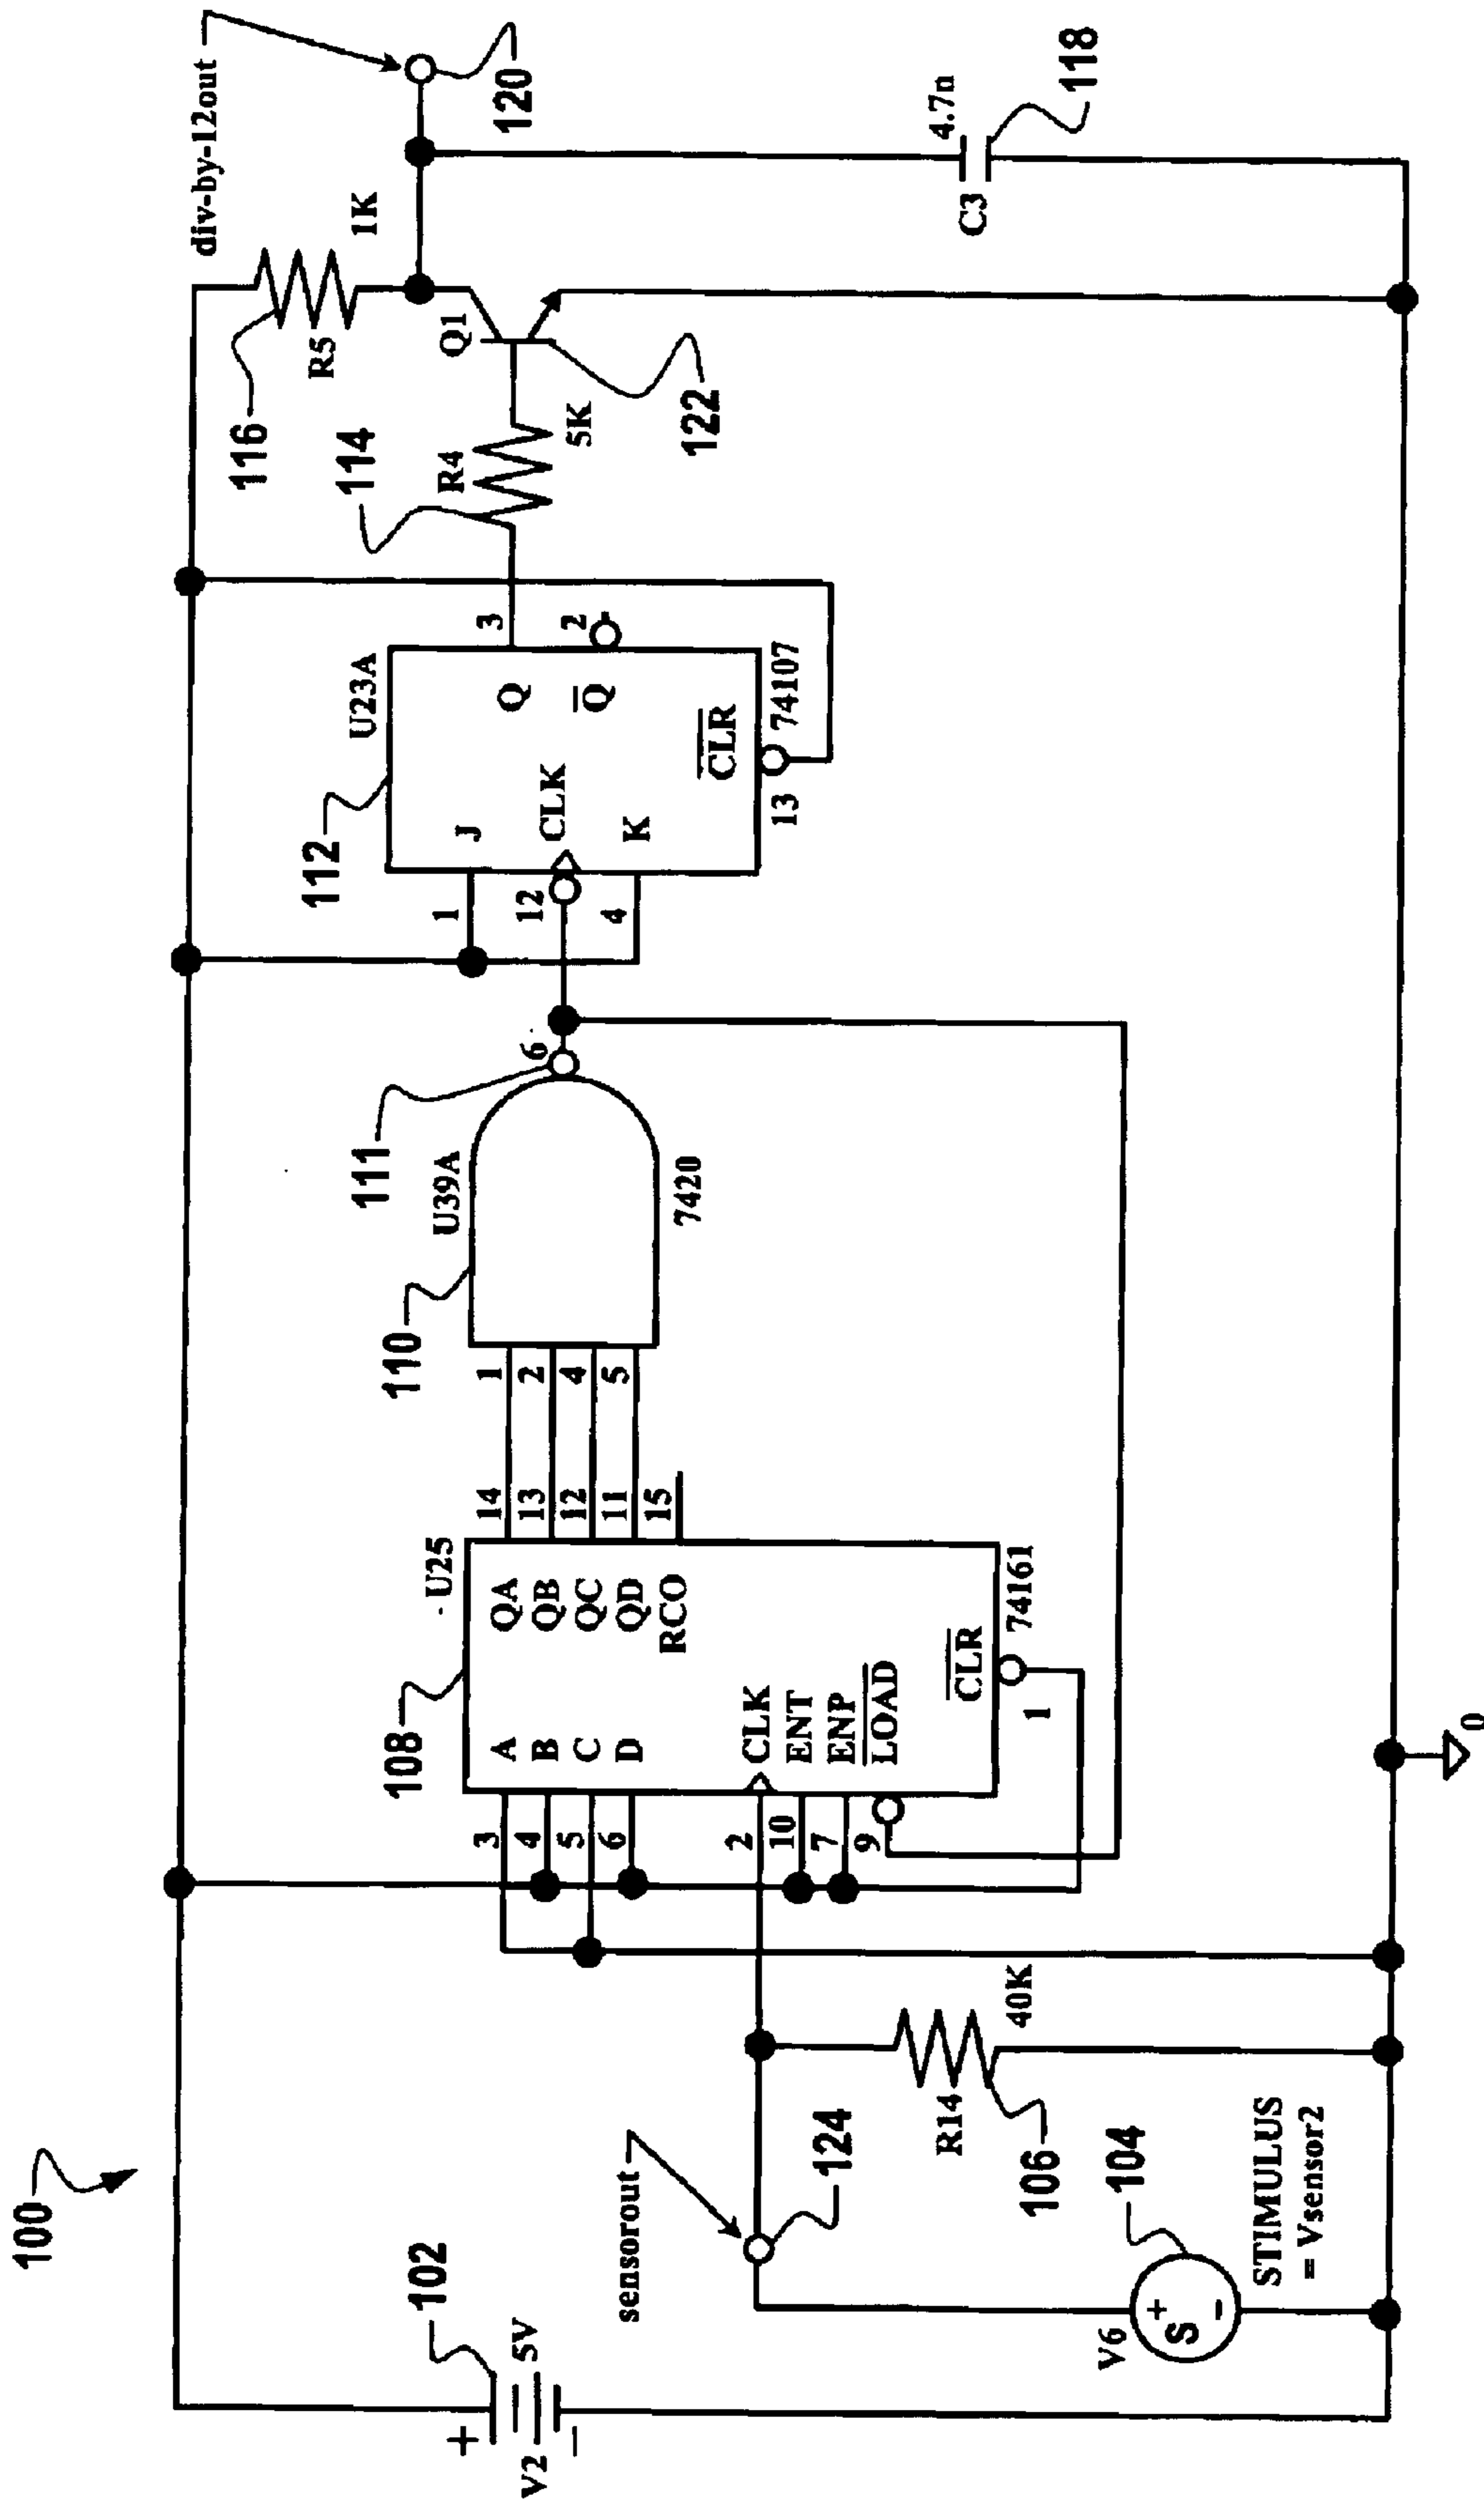 100
102
+
V2
5V
-
sensorout
124
V6
S
+
-
104
STIMULUS
= Vsensor2
R14
106
40K
108
U25
3
4
5
6
2
10
7
9
A
B
C
D
CLK
ENT
ENP
LOAD
CLR
1
74161
QA
QB
QC
QD
RCO
14
13
12
11
15
0
1
2
4
5
110
U39A
7420
111
6
112
U23A
1
12
4
J
CLK
K
Q
Q
CLR
13
74107
3
2
114
R4
5K
116
R5
1K
Q1
122
div-by-12out
120
C3
4.7n
118